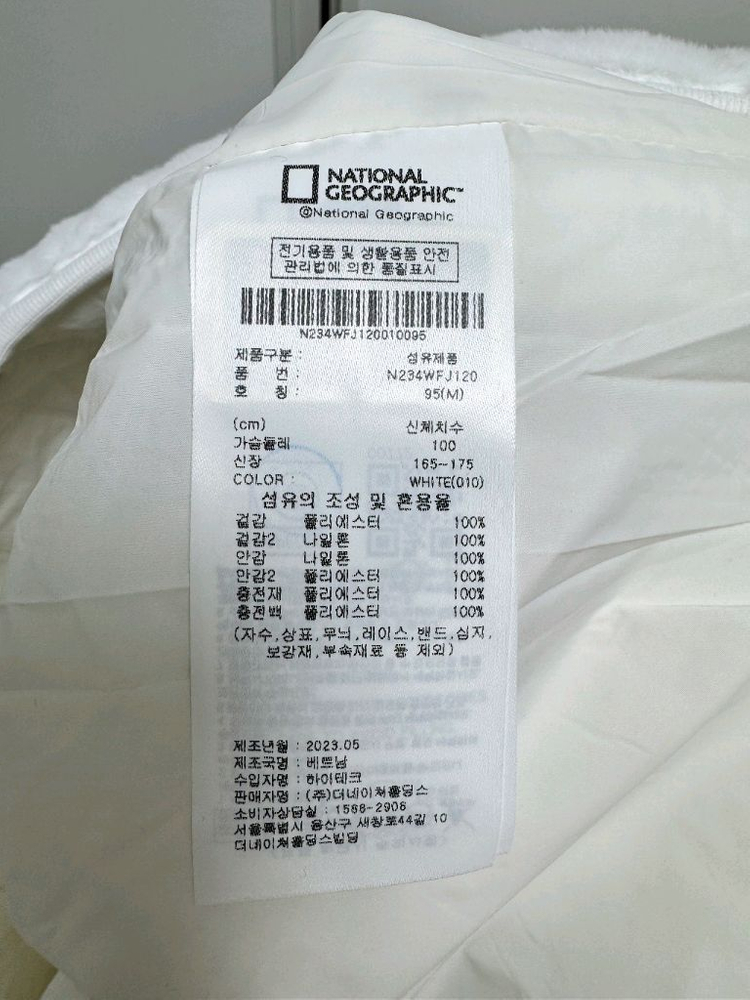 NATIONAL
GEOGRAPHIC™
©National Geographic
전기용품 및 생활용품 안전
관리법에 의한 품질표시
N234WFJ120010095
제품구분 : 섬유제품
품 번 : N234WFJ120
호 칭 : 95(M)
(cm) 신체치수
가슴둘레 100
신장 165~175
COLOR : WHITE(010)
섬유의 조성 및 혼용율
겉감 폴리에스터 100%
겉감2 나일론 100%
안감 나일론 100%
안감2 폴리에스터 100%
충전재 폴리에스터 100%
충전백 폴리에스터 100%
(자수,상표,무늬,레이스,밴드,심지,
보강재,부속재료 등 제외)
제조년월 : 2023.05
제조국명 : 베트남
수입자명 : 하이테크
판매자명 : (주)더네이쳐홀딩스
소비자상담실 : 1588-2908
서울특별시 용산구 새창로44길 10
더네이쳐홀딩스빌딩